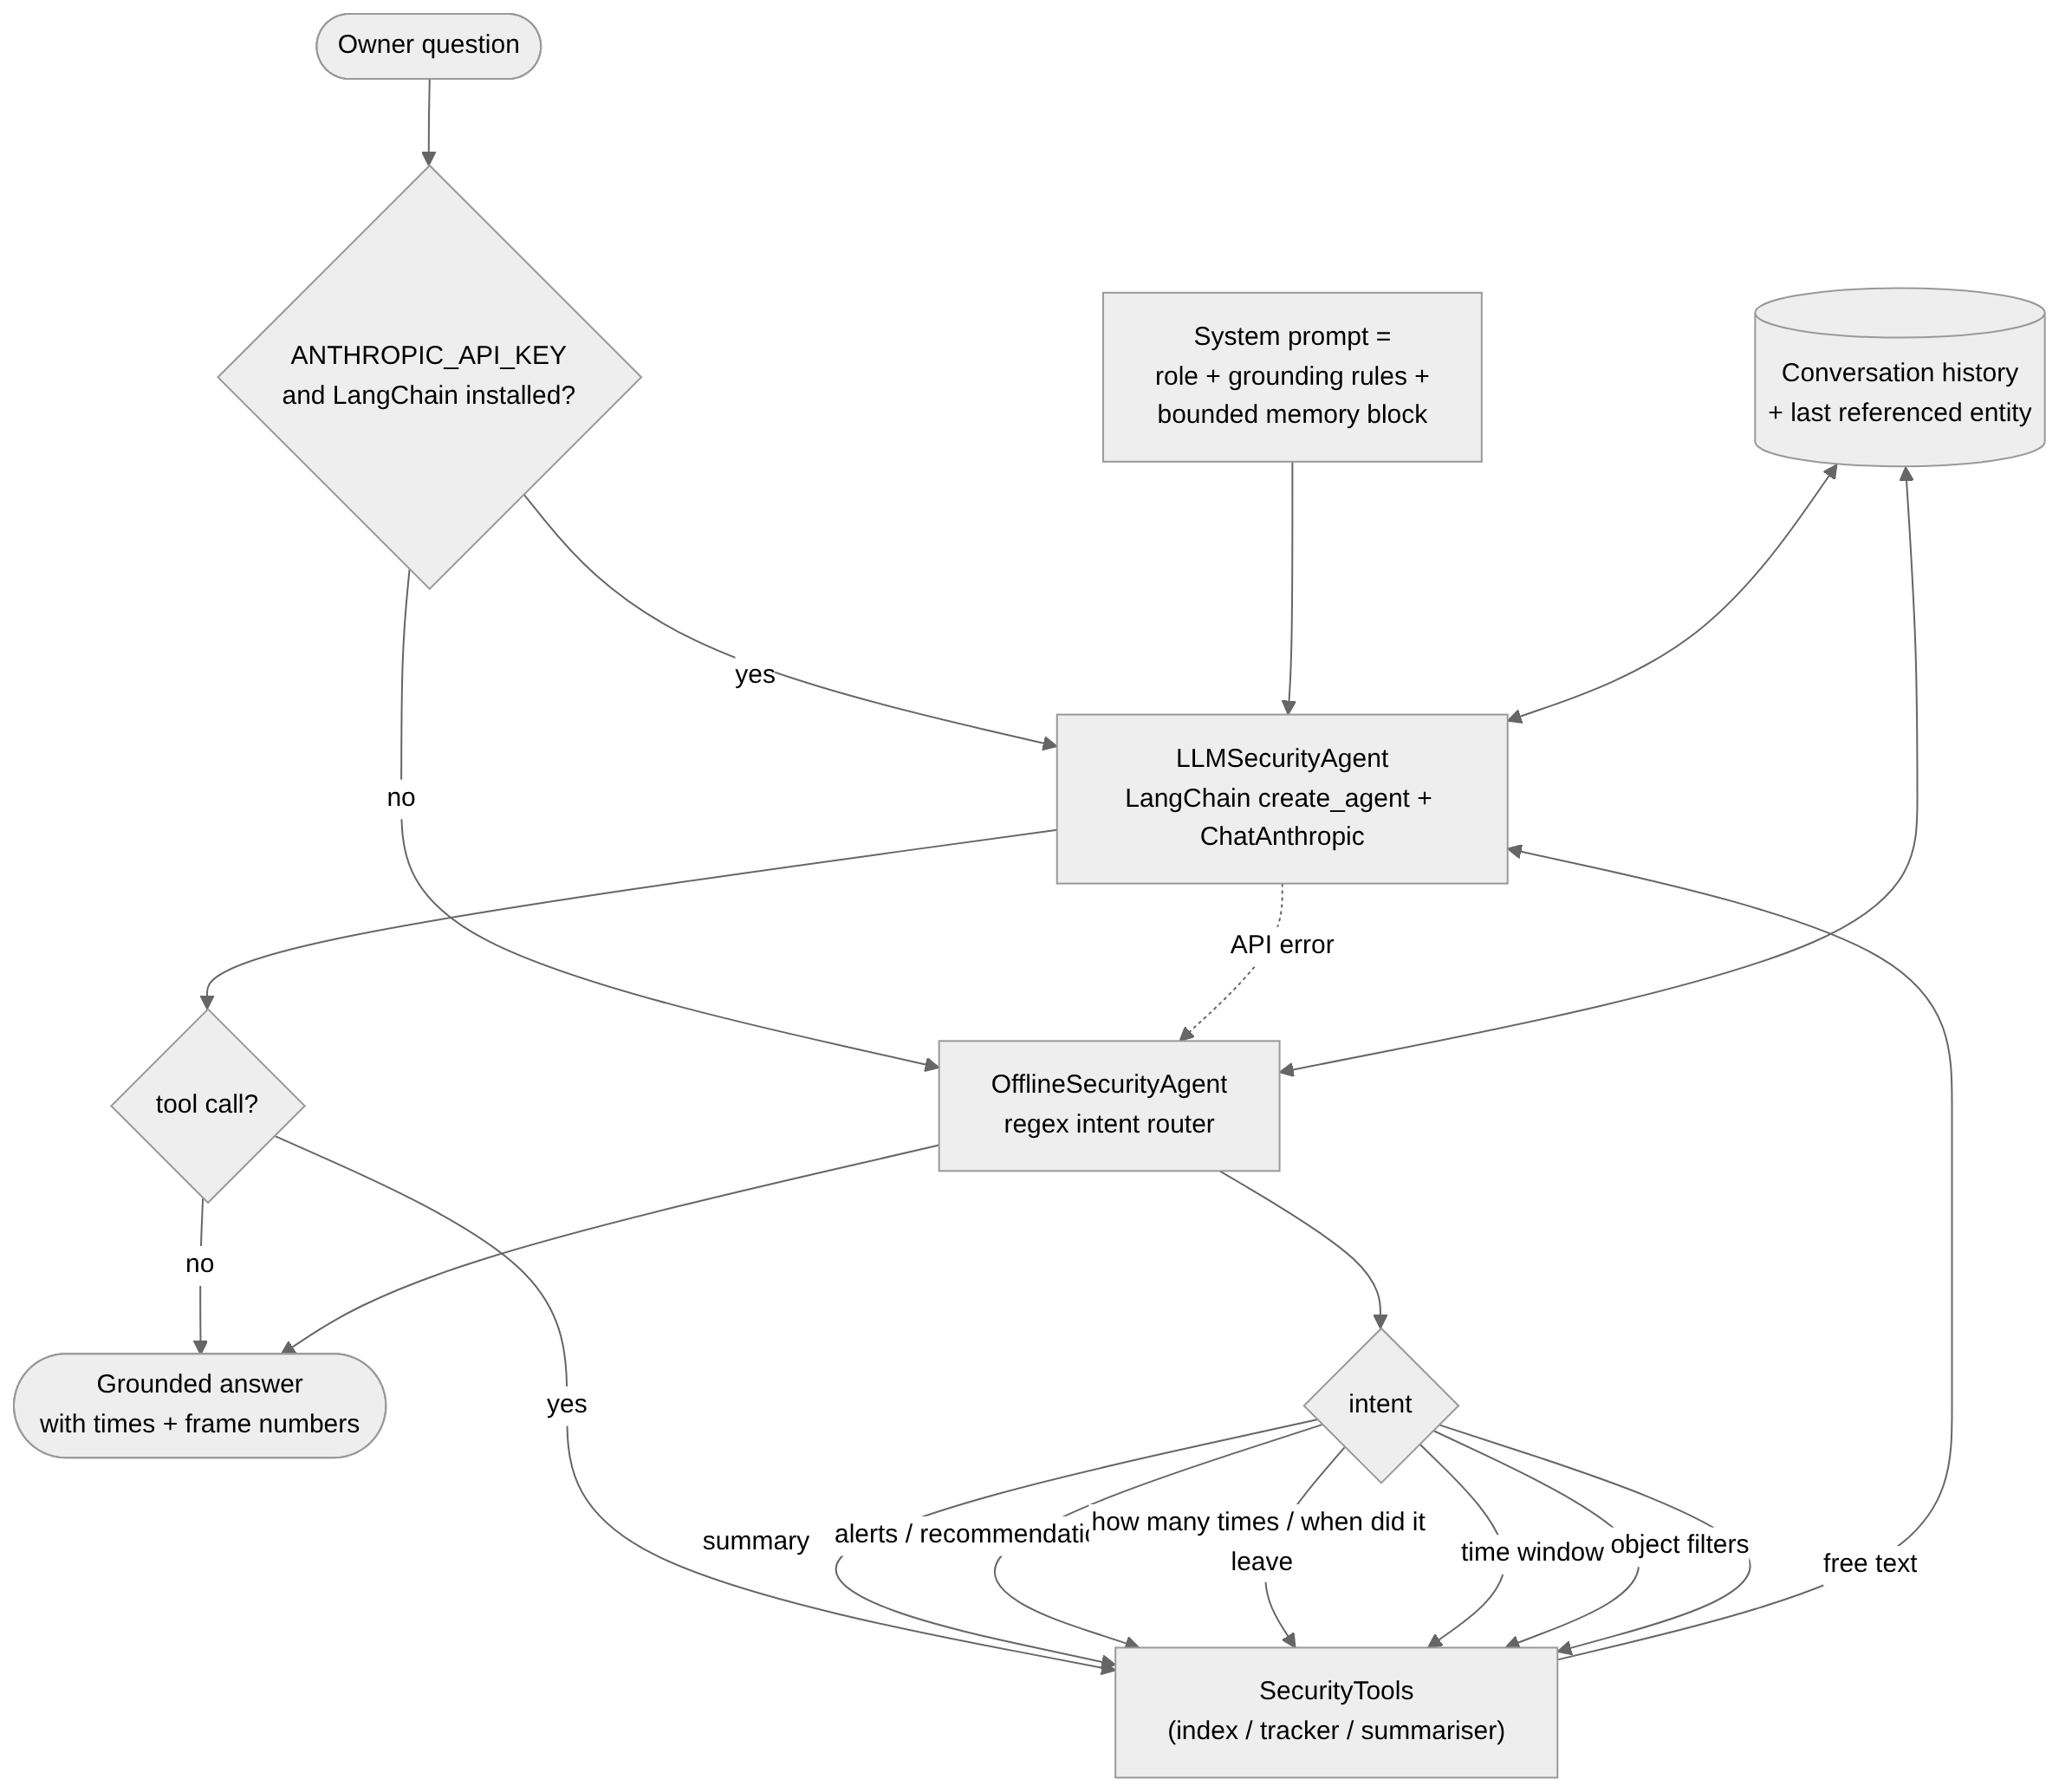 Owner question
ANTHROPIC_API_KEY
and LangChain installed?
System prompt =
role + grounding rules +
bounded memory block
Conversation history
+ last referenced entity
yes
LLMSecurityAgent
LangChain create_agent +
ChatAnthropic
no
API error
OfflineSecurityAgent
regex intent router
tool call?
no
Grounded answer
with times + frame numbers
yes
intent
summary
alerts /
how many times / when did it
leave
time window
object filters
free text
SecurityTools
(index / tracker / summariser)